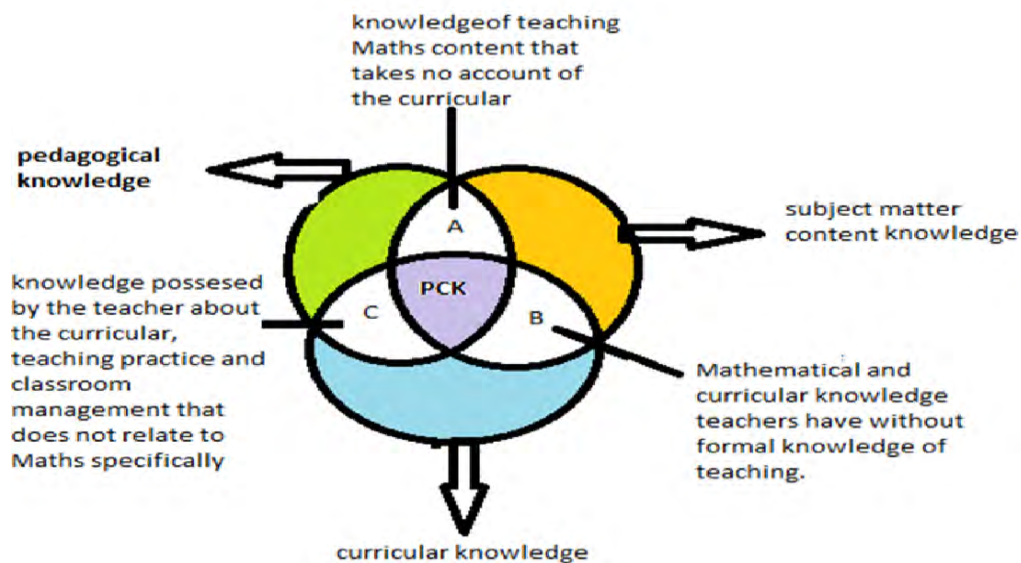 knowledgeof teaching
Maths content that
takes no account of
the curricular
pedagogical
knowledge
subject matter
content knowledge
A
knowledge possesed
by the teacher about
the curricular,
teaching practice and
classroom
management that
does not relate to
Maths specifically
PCK
C
B
Mathematical and
curricular knowledge
teachers have without
formal knowledge of
teaching.
curricular knowledge